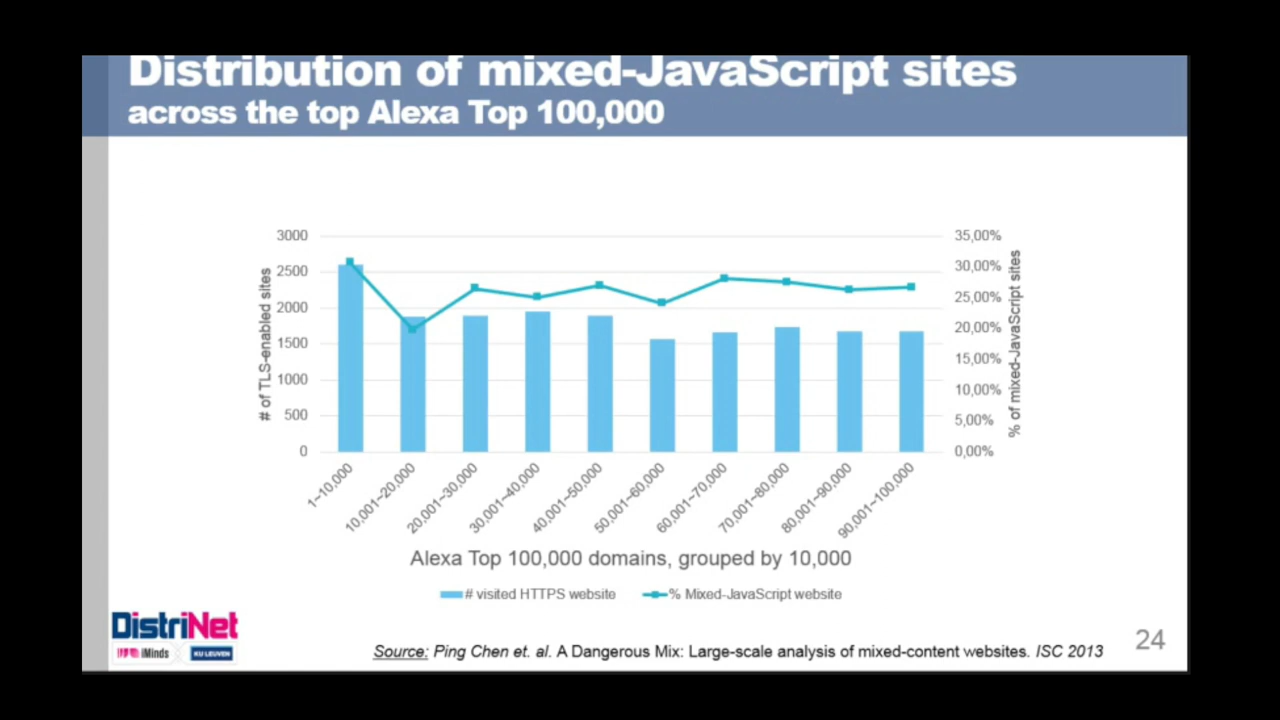 Distribution of mixed-JavaScript sites
across the top Alexa Top 100,000
3000
2500
2000
1500
1000
500
0
# of TLS-enabled sites
35,00%
30,00%
25,00%
20,00%
15,00%
10,00%
5,00%
0,00%
% of mixed-JavaScript sites
1~10,000
10,001~20,000
20,001~30,000
30,001~40,000
40,001~50,000
50,001~60,000
60,001~70,000
70,001~80,000
80,001~90,000
90,001~100,000
Alexa Top 100,000 domains, grouped by 10,000
# visited HTTPS website
% Mixed-JavaScript website
DistriNet
iMinds
KU LEUVEN
Source: Ping Chen et. al. A Dangerous Mix: Large-scale analysis of mixed-content websites. ISC 2013
24